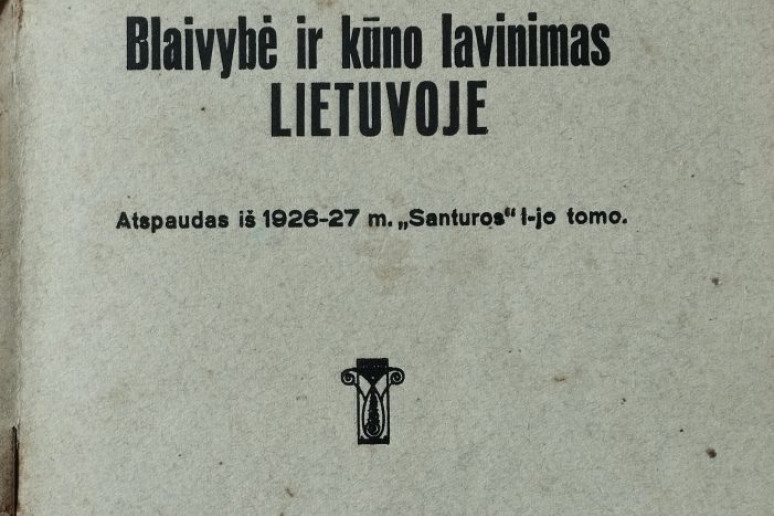 Blaivybė ir kūno lavinimas
LIETUVOJE
Atspaudas iš 1926-27 m. „Santuros“ I-jo tomo.